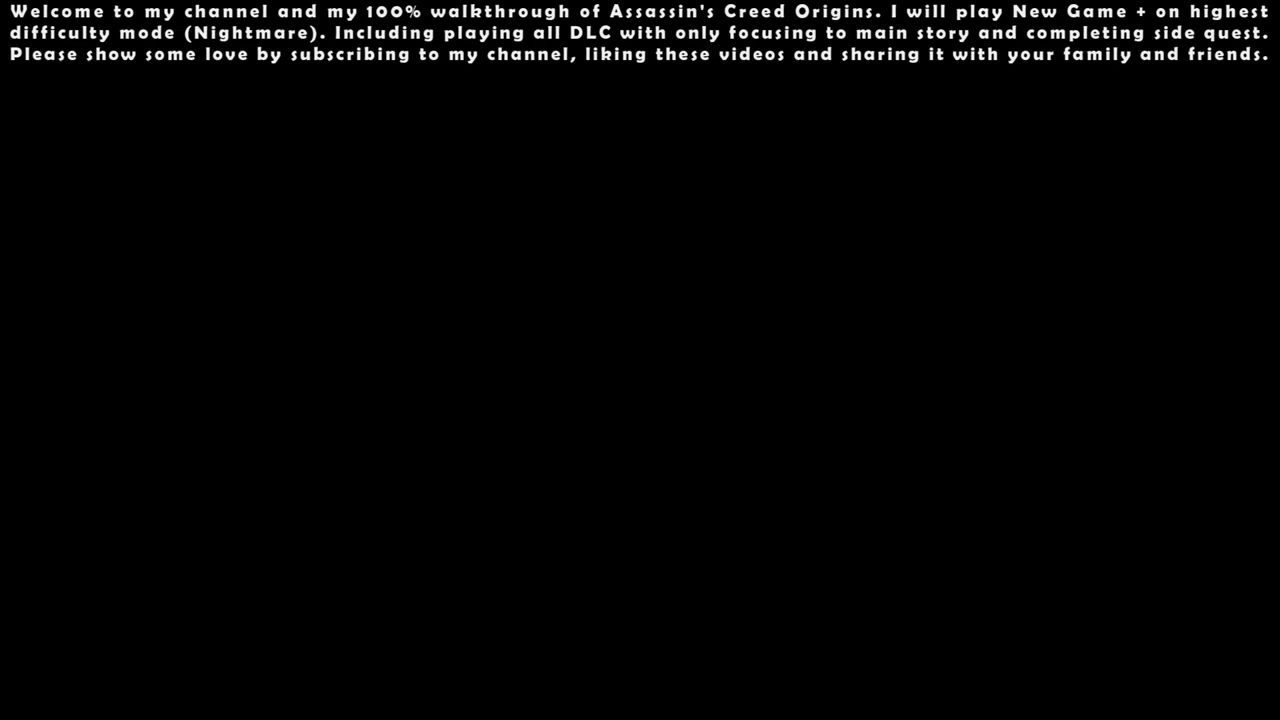 Welcome to my channel and my 100% walkthrough of Assassin's Creed Origins. I will play New Game + on highest
difficulty mode (Nightmare). Including playing all DLC with only focusing to main story and completing side quest.
Please show some love by subscribing to my channel, liking these videos and sharing it with your family and friends.